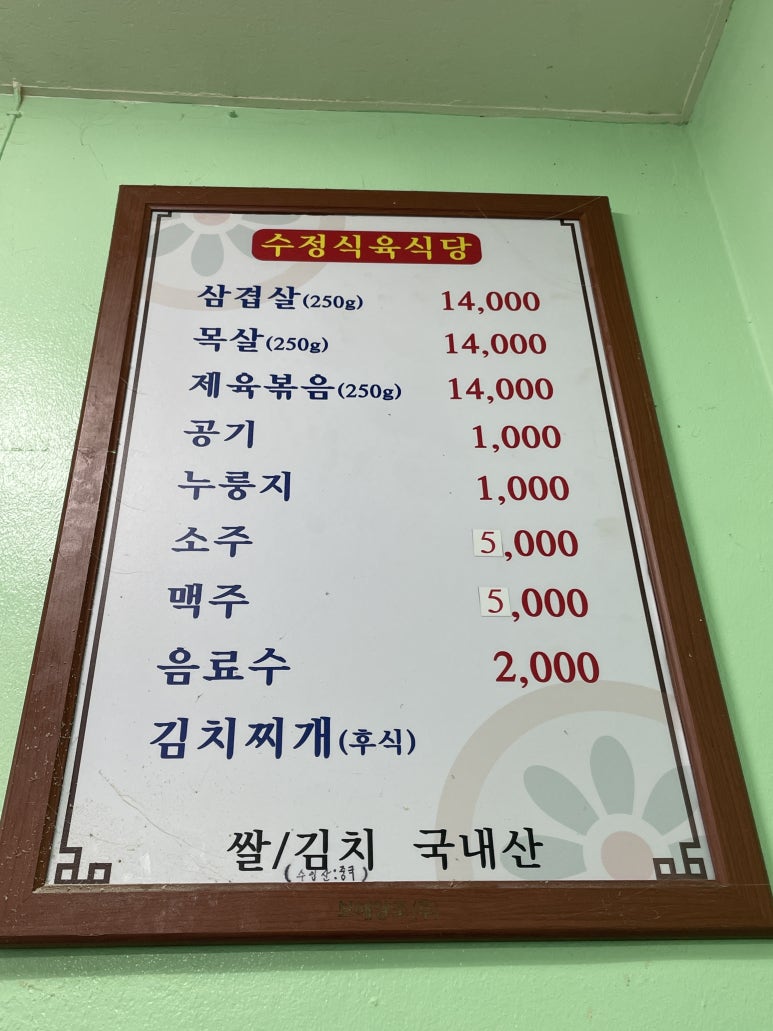 수정식육식당
삼겹살(250g) 14,000
목살(250g) 14,000
제육볶음(250g) 14,000
공기 1,000
누룽지 1,000
소주 5,000
맥주 5,000
음료수 2,000
김치찌개(후식)
쌀/김치 국내산